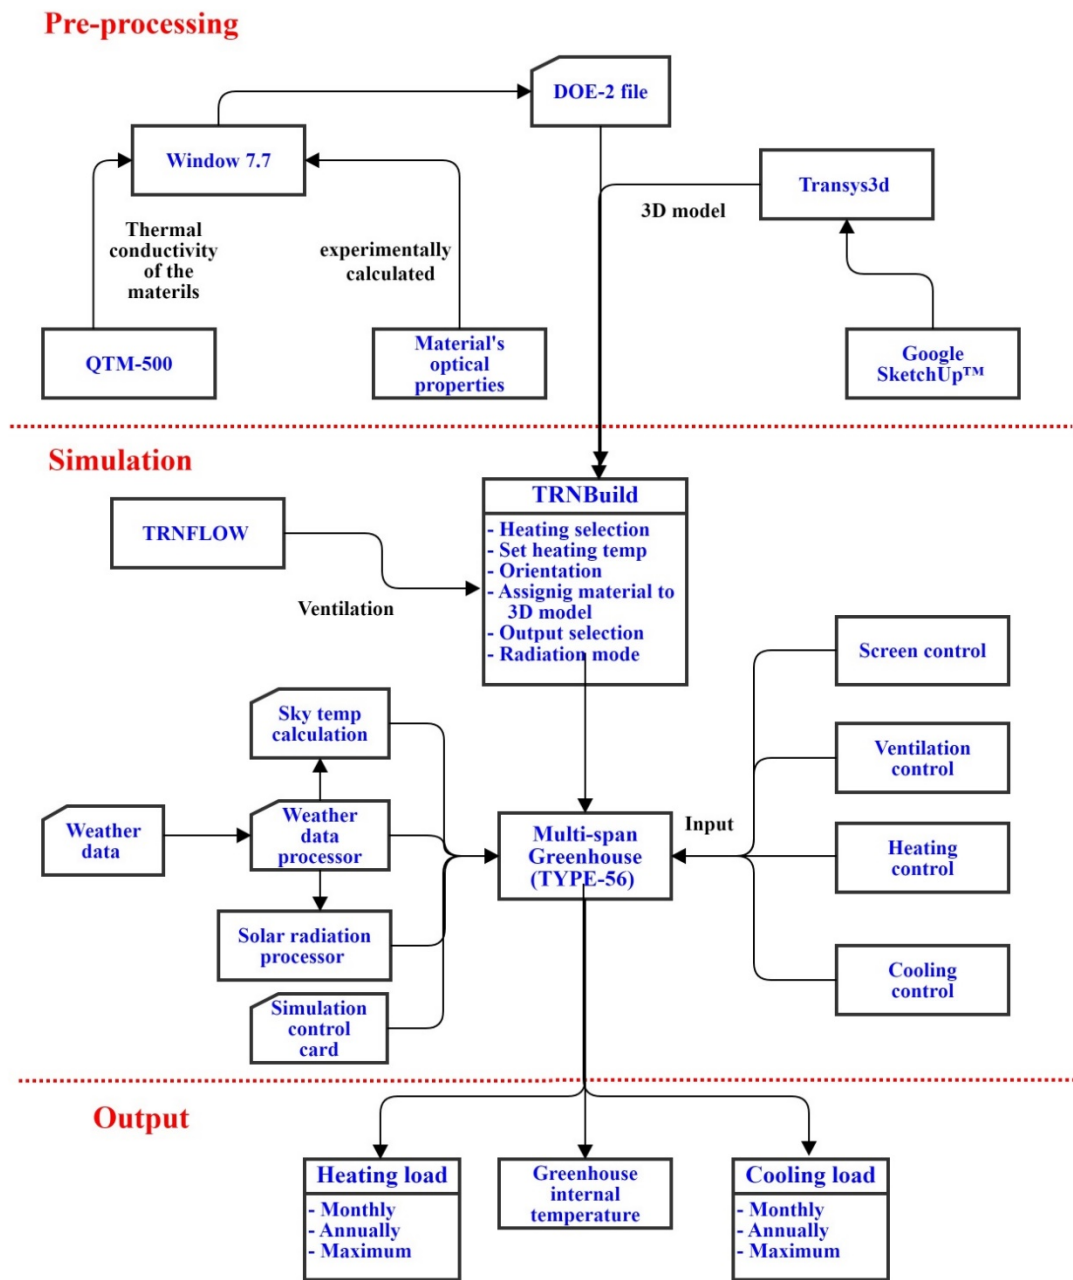 Pre-processing
DOE-2 file
Window 7.7
Transys3d
3D model
Thermal
conductivity
of the
materils
experimentally
calculated
QTM-500
Material's
optical
properties
Google
SketchUp™
Simulation
TRNBuild
- Heating selection
- Set heating temp
- Orientation
- Assignig material to
3D model
- Output selection
- Radiation mode
TRNFLOW
Ventilation
Screen control
Sky temp
calculation
Ventilation
control
Weather
data
Weather
data
processor
Multi-span
Greenhouse
(TYPE-56)
Input
Heating
control
Solar radiation
processor
Cooling
control
Simulation
control
card
Output
Heating load
- Monthly
- Annually
- Maximum
Greenhouse
internal
temperature
Cooling load
- Monthly
- Annually
- Maximum